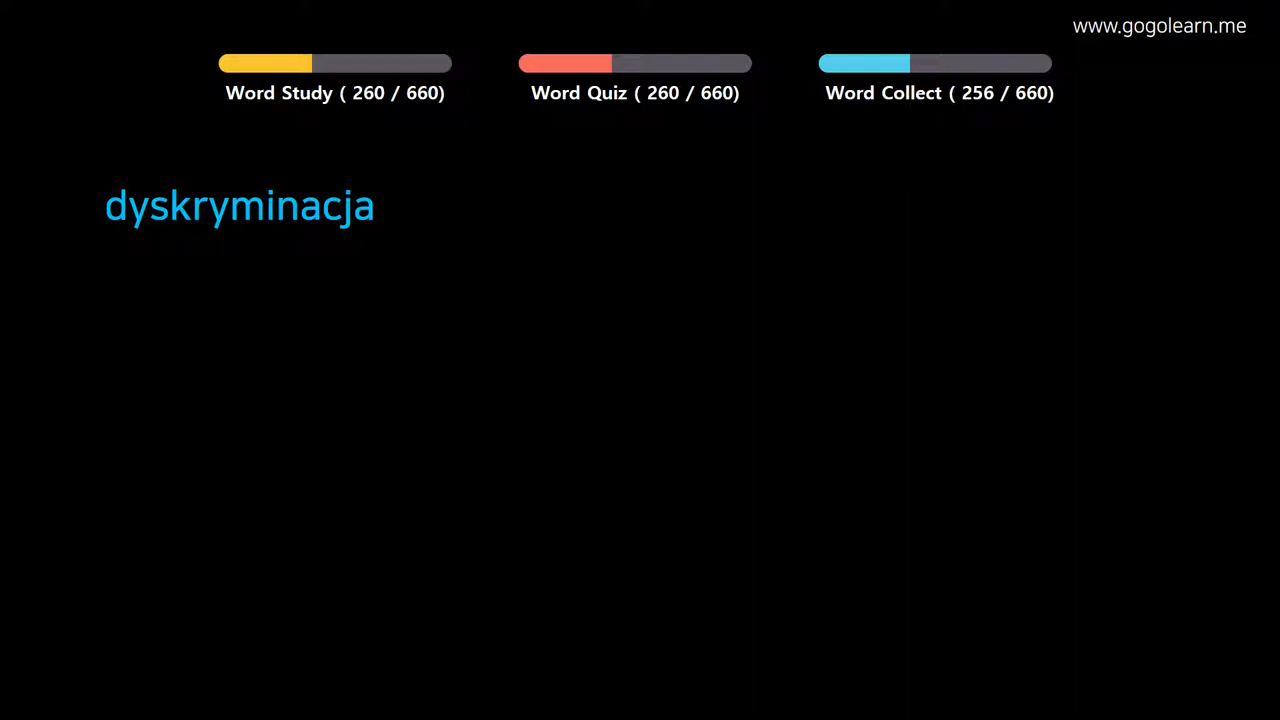 www.gogolearn.me
Word Study ( 260 / 660)
Word Quiz ( 260 / 660)
Word Collect ( 256 / 660)
dyskryminacja